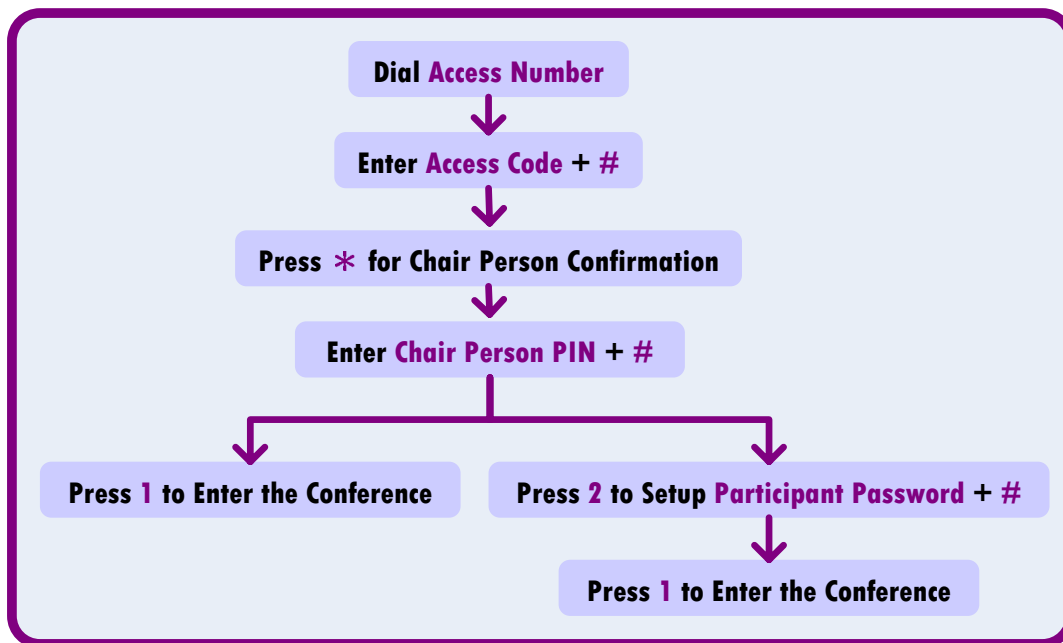 Dial Access Number
Enter Access Code + #
Press * for Chair Person Confirmation
Enter Chair Person PIN + #
Press 1 to Enter the Conference
Press 2 to Setup Participant Password + #
Press 1 to Enter the Conference